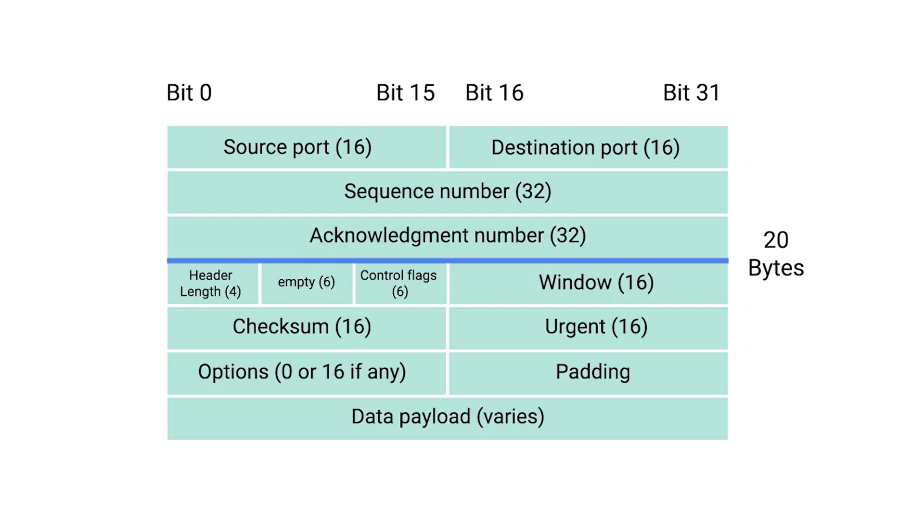 Bit 0
Bit 15
Bit 16
Bit 31
Source port (16)
Destination port (16)
Sequence number (32)
Acknowledgment number (32)
20
Bytes
Header
Length (4)
empty (6)
Control flags
(6)
Window (16)
Checksum (16)
Urgent (16)
Options (0 or 16 if any)
Padding
Data payload (varies)